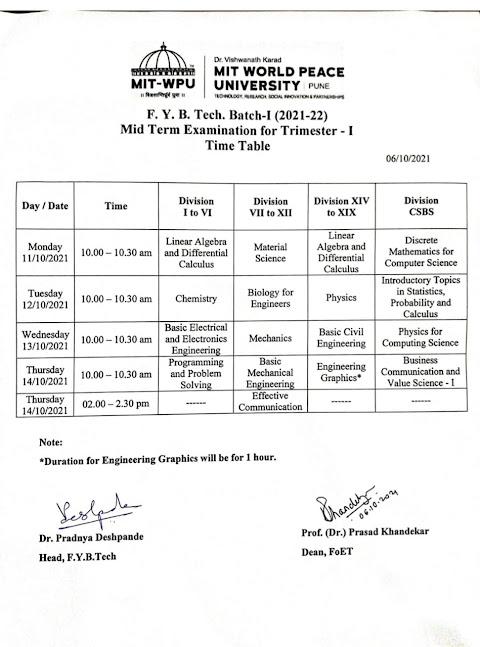 Dr. Vishwanath Karad
MIT-WPU
MIT WORLD PEACE
UNIVERSITY | PUNE
TECHNOLOGY, RESEARCH, SOCIAL INNOVATION & PARTNERSHIPS
F. Y. B. Tech. Batch-I (2021-22)
Mid Term Examination for Trimester - I
Time Table
06/10/2021
Day / Date Time Division I to VI Division VII to XII Division XIV to XIX Division CSBS
Monday 11/10/2021 10.00 – 10.30 am Linear Algebra and Differential Calculus Material Science Linear Algebra and Differential Calculus Discrete Mathematics for Computer Science
Tuesday 12/10/2021 10.00 – 10.30 am Chemistry Biology for Engineers Physics Introductory Topics in Statistics, Probability and Calculus
Wednesday 13/10/2021 10.00 – 10.30 am Basic Electrical and Electronics Engineering Mechanics Basic Civil Engineering Physics for Computing Science
Thursday 14/10/2021 10.00 – 10.30 am Programming and Problem Solving Basic Mechanical Engineering Engineering Graphics* Business Communication and Value Science - I
Thursday 14/10/2021 02.00 – 2.30 pm ------ Effective Communication ------ ------
Note:
*Duration for Engineering Graphics will be for 1 hour.
06.10.2021
Dr. Pradnya Deshpande
Head, F.Y.B.Tech
Prof. (Dr.) Prasad Khandekar
Dean, FoET